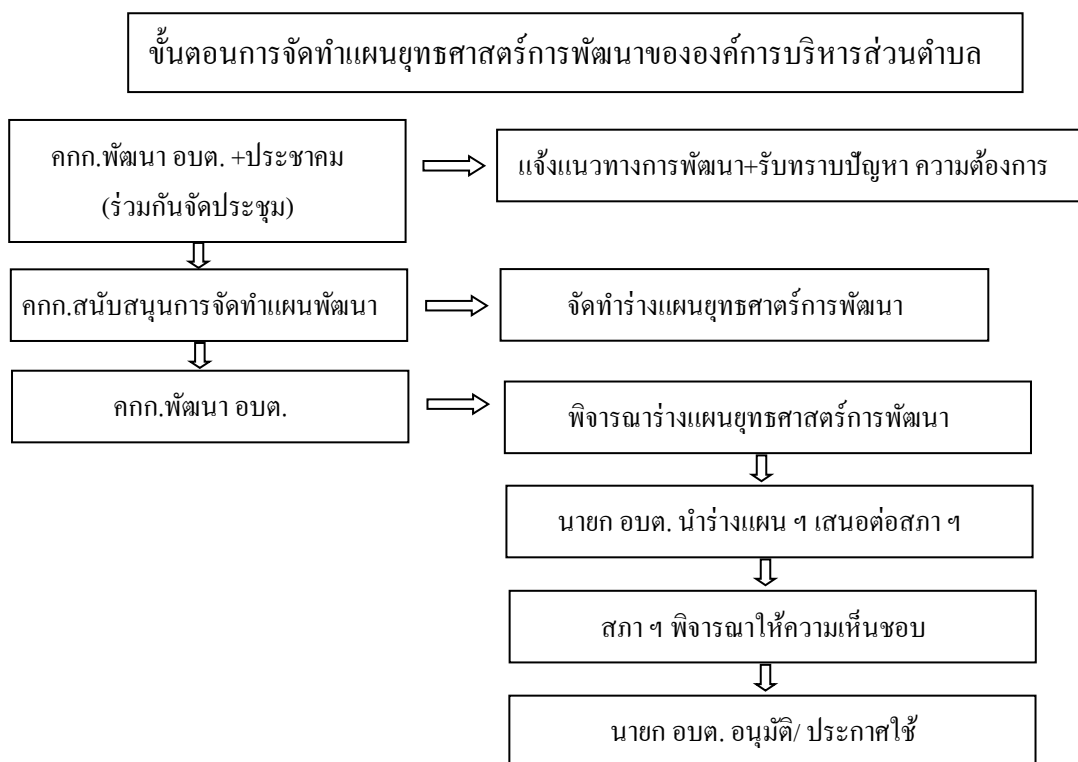 ขั้นตอนการจัดทำแผนยุทธศาสตร์การพัฒนาขององค์การบริหารส่วนตำบล
คกก.พัฒนา อบต. +ประชาคม
(ร่วมกันจัดประชุม)
แจ้งแนวทางการพัฒนา+รับทราบปัญหา ความต้องการ
คกก.สนับสนุนการจัดทำแผนพัฒนา
จัดทำร่างแผนยุทธศาตร์การพัฒนา
คกก.พัฒนา อบต.
พิจารณาร่างแผนยุทธศาสตร์การพัฒนา
นายก อบต. นำร่างแผน ฯ เสนอต่อสภา ฯ
สภา ฯ พิจารณาให้ความเห็นชอบ
นายก อบต. อนุมัติ/ ประกาศใช้